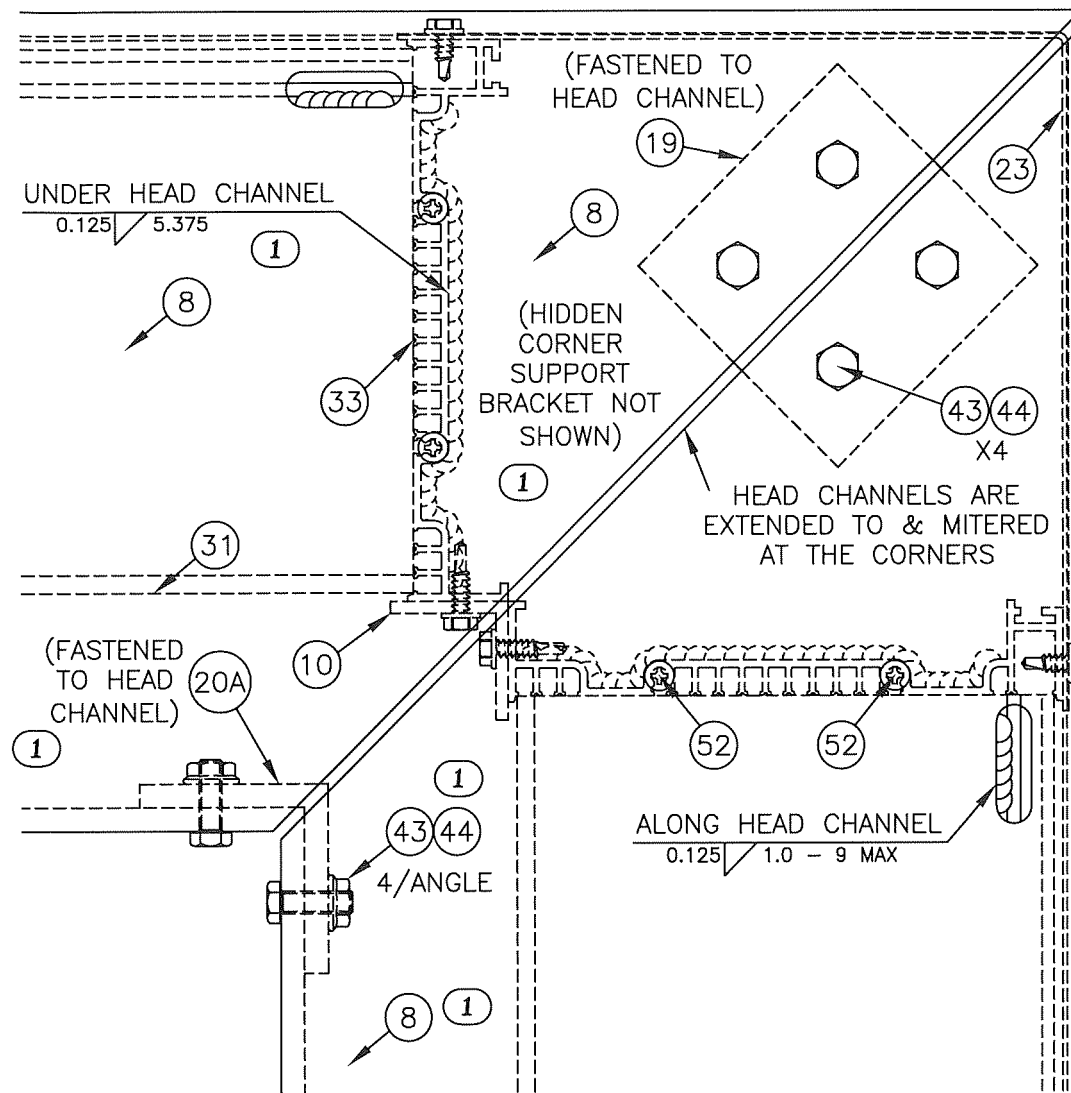 (FASTENED TO
HEAD CHANNEL)
19
23
UNDER HEAD CHANNEL
0.125 5.375
1
8
8
(HIDDEN
CORNER
SUPPORT
BRACKET NOT
SHOWN)
33
43 44
X4
1
HEAD CHANNELS ARE
EXTENDED TO & MITERED
AT THE CORNERS
31
10
(FASTENED
TO HEAD
CHANNEL)
20A
1
52
52
1
ALONG HEAD CHANNEL
0.125 1.0 - 9 MAX
43 44
4/ANGLE
8
1